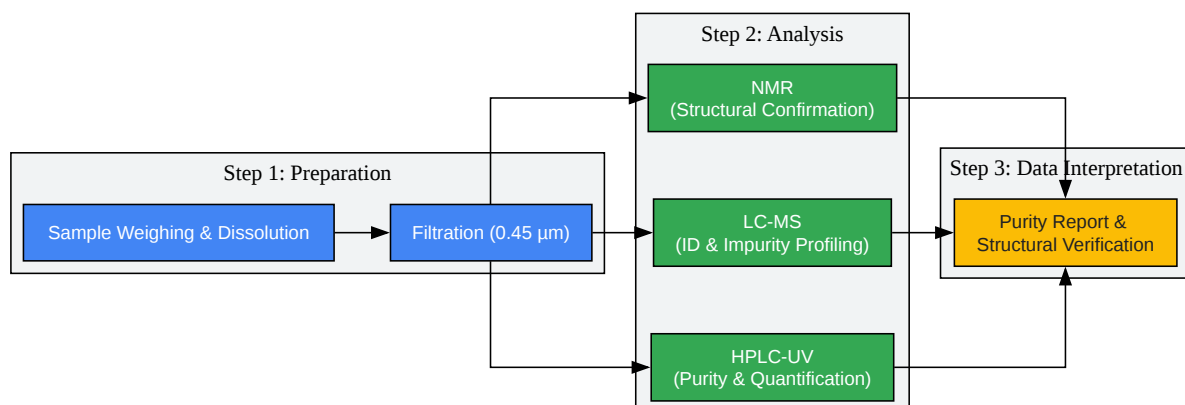 Step 1: Preparation
Sample Weighing & Dissolution
Filtration (0.45 µm)
Step 2: Analysis
NMR
(Structural Confirmation)
LC-MS
(ID & Impurity Profiling)
HPLC-UV
(Purity & Quantification)
Step 3: Data Interpretation
Purity Report &
Structural Verification